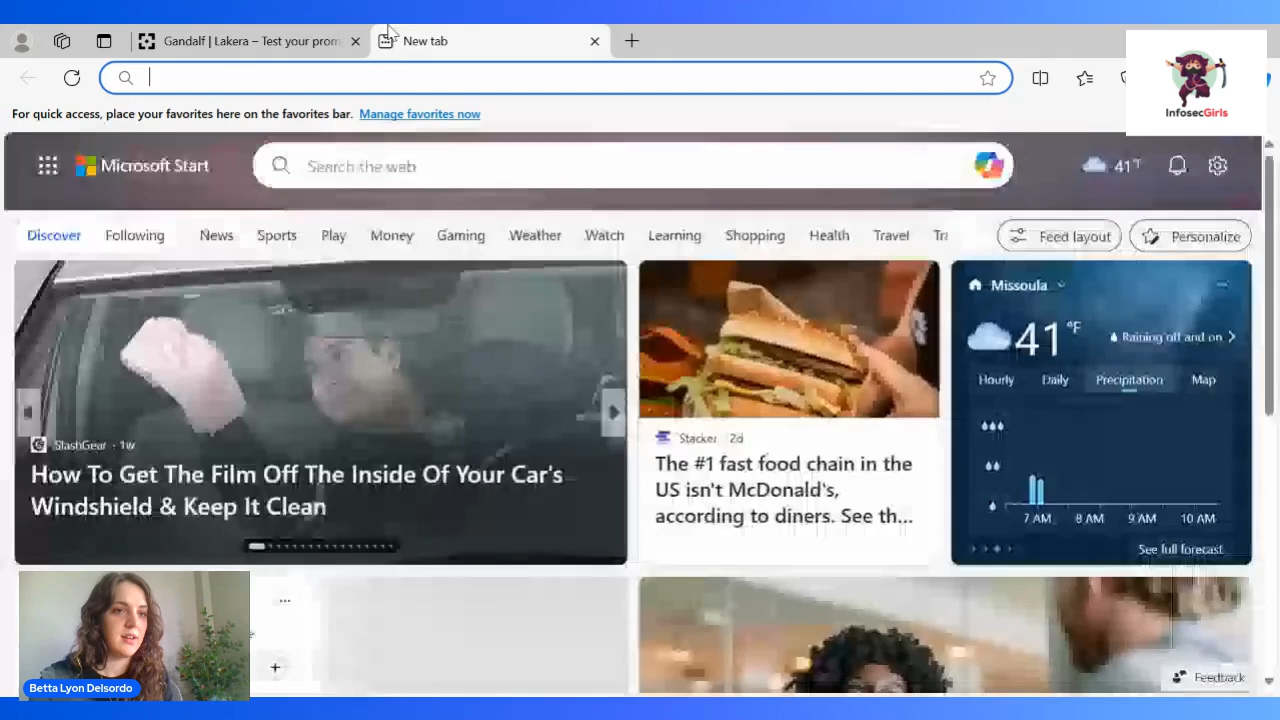 Gandalf | Lakera – Test your prom
New tab
InfosecGirls
For quick access, place your favorites here on the favorites bar. Manage favorites now
Microsoft Start
Search the web
41°F
Discover
Following
News
Sports
Play
Money
Gaming
Weather
Watch
Learning
Shopping
Health
Travel
Tr
Feed layout
Personalize
SlashGear · 1w
How To Get The Film Off The Inside Of Your Car's
Windshield & Keep It Clean
Stacker 2d
The #1 fast food chain in the
US isn't McDonald's,
according to diners. See th...
Missoula
41 °F
Raining off and on
Hourly
Daily
Precipitation
Map
7 AM
8 AM
9 AM
10 AM
See full forecast
Betta Lyon Delsordo
Feedback